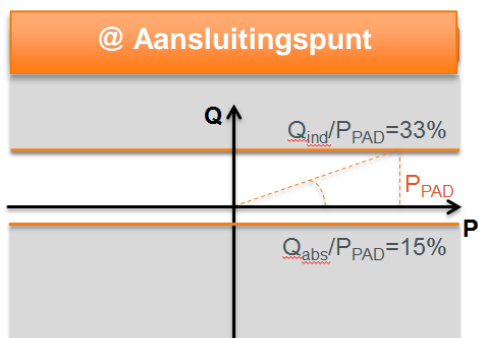 @ Aansluitingspunt
Q
Qind/PPAD=33%
PPAD
P
Qabs/PPAD=15%